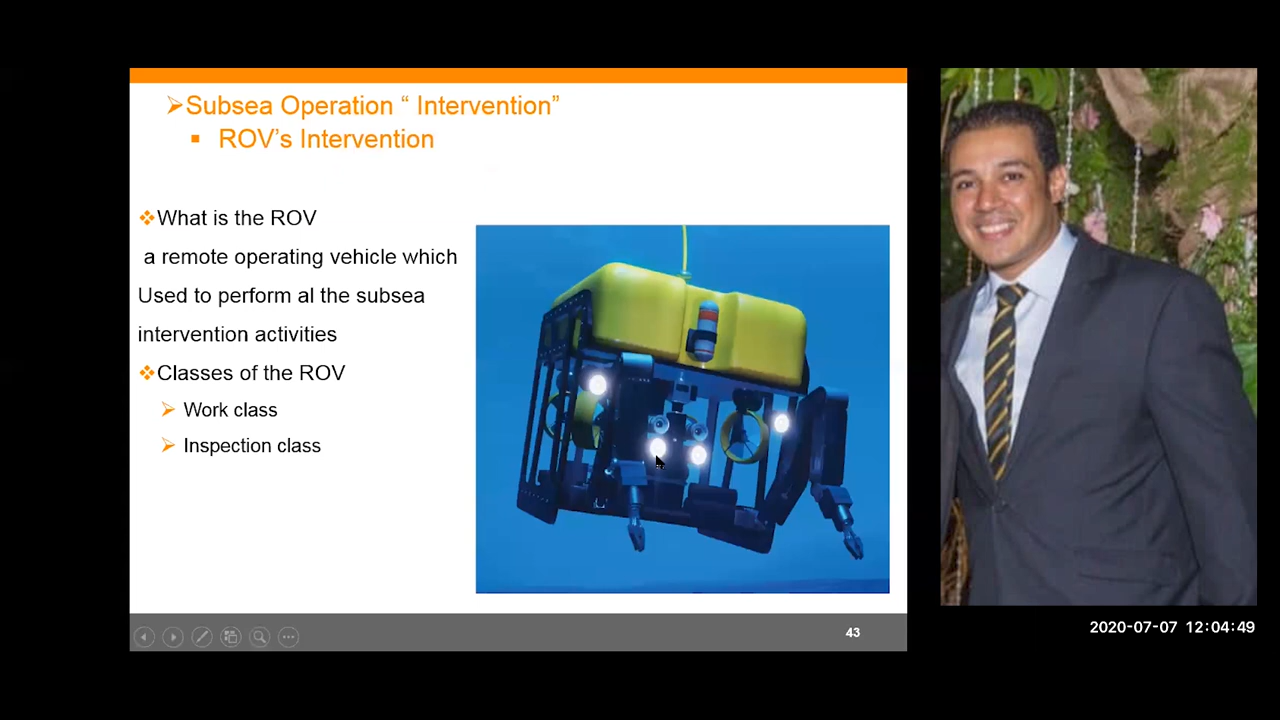 Subsea Operation “ Intervention”
ROV’s Intervention
What is the ROV
a remote operating vehicle which
Used to perform al the subsea
intervention activities
Classes of the ROV
Work class
Inspection class
43
2020-07-07 12:04:49